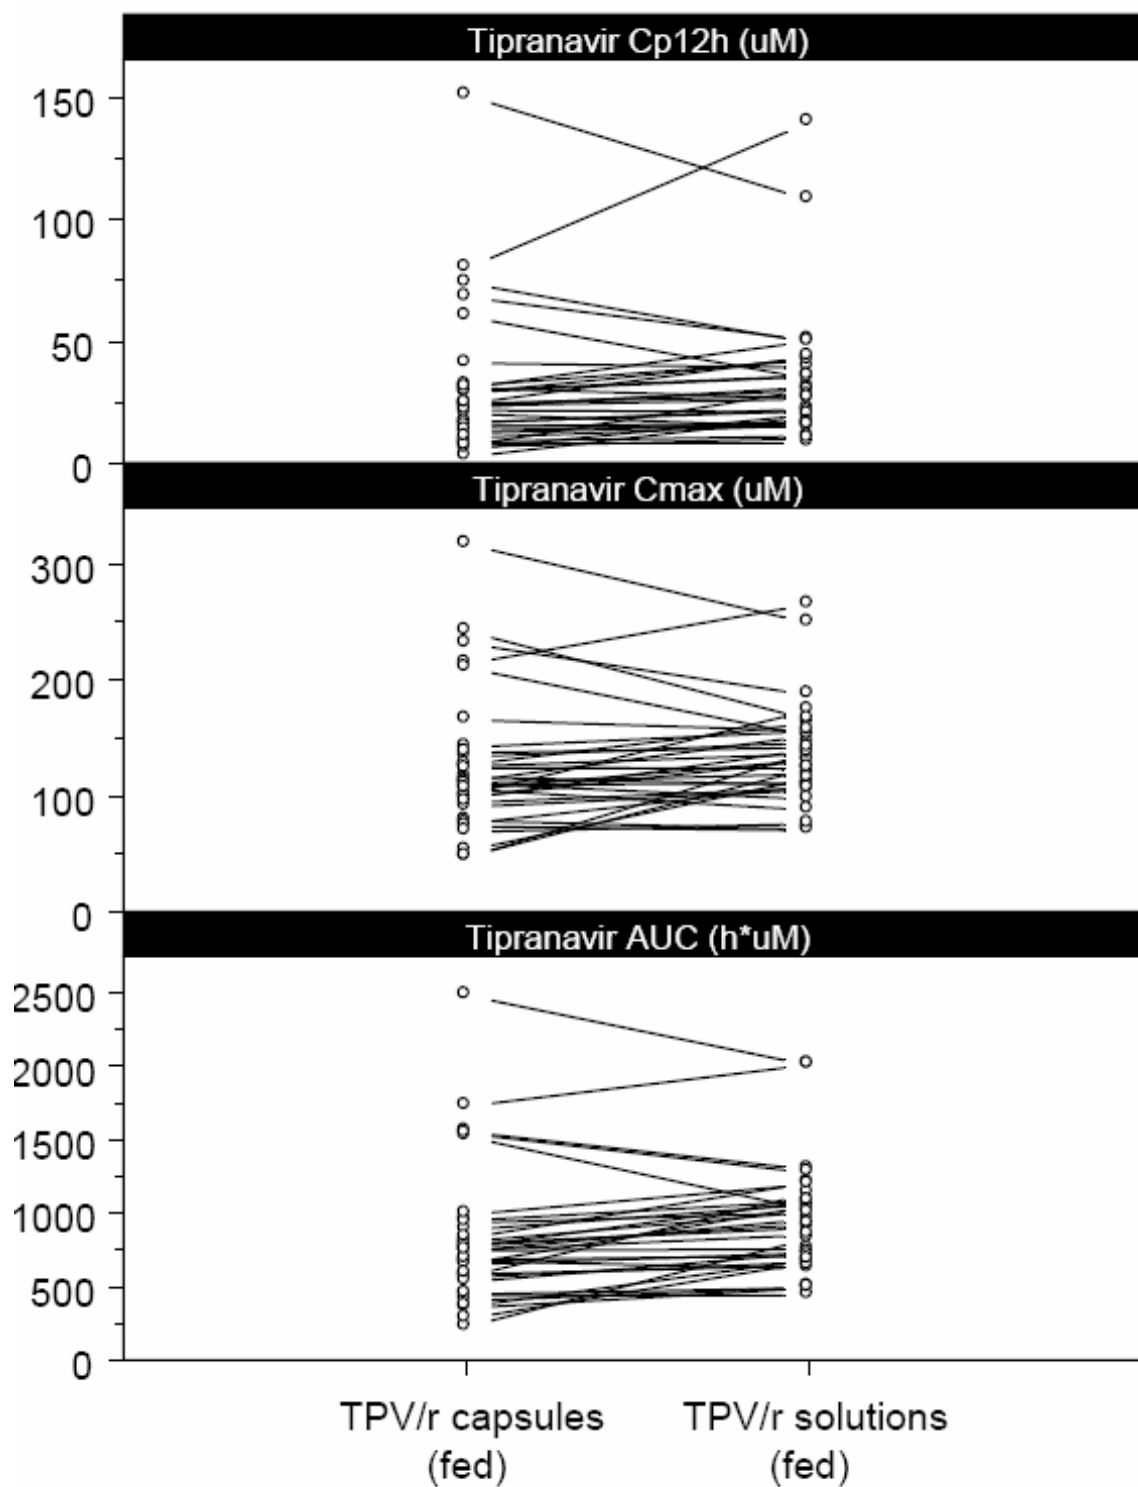 Tipranavir Cp12h (uM)
150
100
50
0
Tipranavir Cmax (uM)
300
200
100
0
Tipranavir AUC (h*uM)
2500
2000
1500
1000
500
0
TPV/r capsules TPV/r solutions
(fed) (fed)